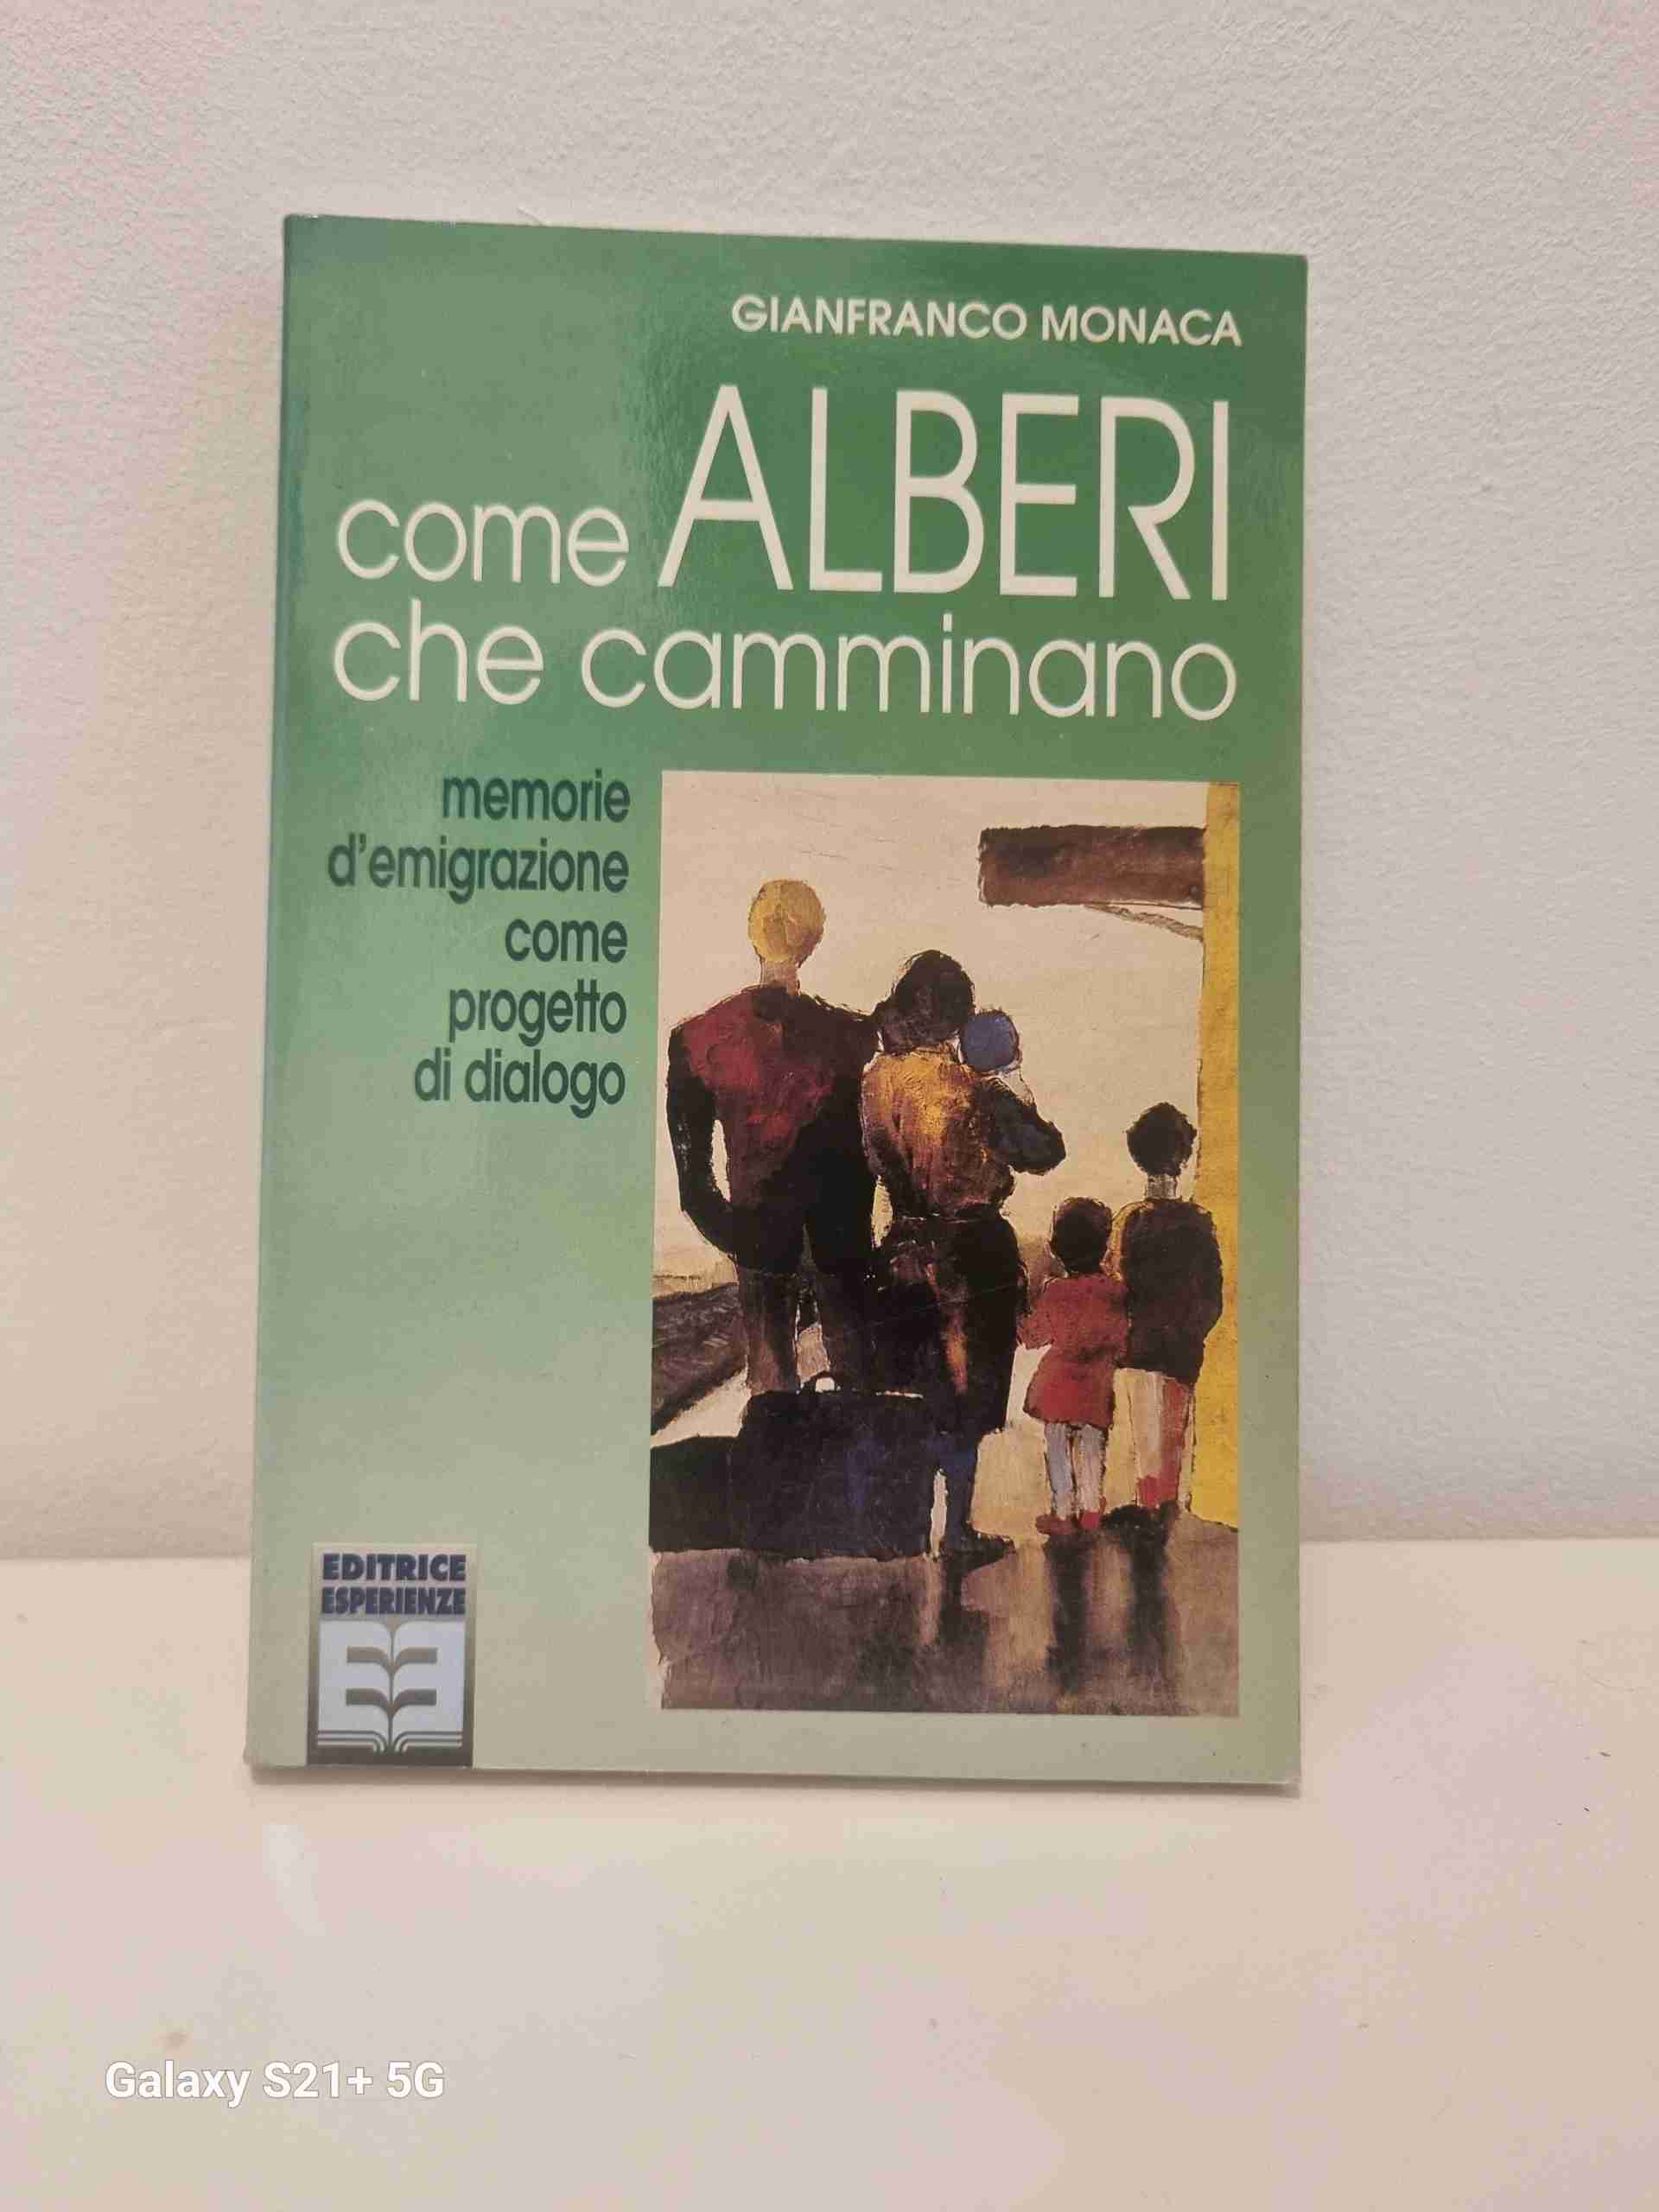 GIANFRANCO MONACA
come ALBERI
che camminano
memorie
d'emigrazione
come
progetto
di dialogo
EDITRICE
ESPERIENZE
Galaxy S21+ 5G